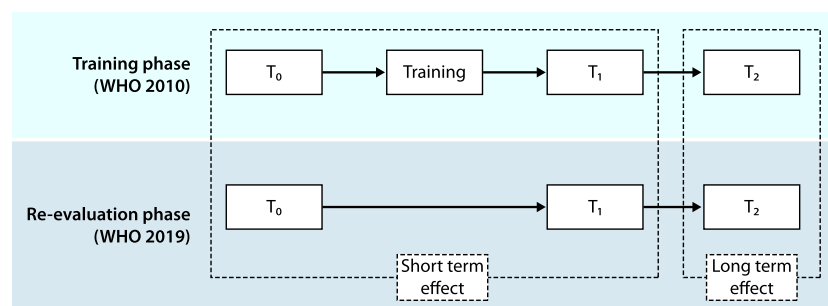 Training phase
(WHO 2010)
T₀
Training
T₁
T₂
Re-evaluation phase
(WHO 2019)
T₀
T₁
T₂
Short term
effect
Long term
effect